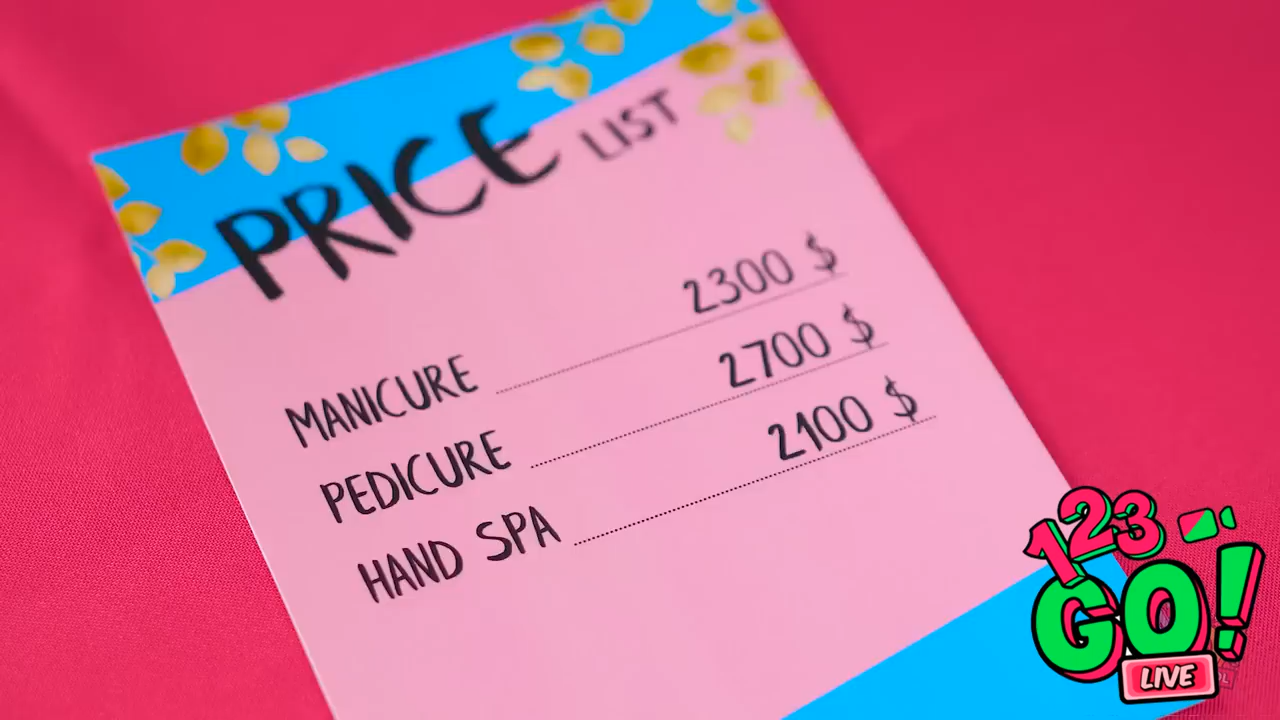 PRICE LIST
MANICURE 2300 $
PEDICURE 2700 $
HAND SPA 2100 $
123
GO!
LIVE